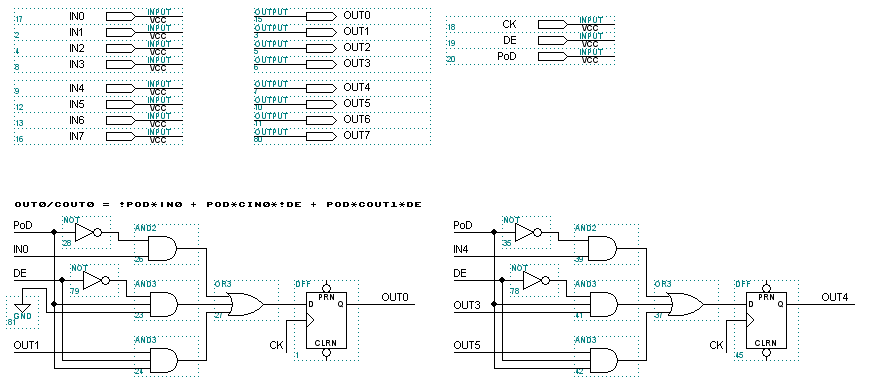 17 IN0 INPUT VCC
2 IN1 INPUT VCC
4 IN2 INPUT VCC
8 IN3 INPUT VCC
9 IN4 INPUT VCC
12 IN5 INPUT VCC
13 IN6 INPUT VCC
16 IN7 INPUT VCC
OUTPUT 15 OUT0
OUTPUT 3 OUT1
OUTPUT 5 OUT2
OUTPUT 6 OUT3
OUTPUT 7 OUT4
OUTPUT 10 OUT5
OUTPUT 11 OUT6
OUTPUT 80 OUT7
18 CK INPUT VCC
19 DE INPUT VCC
20 PoD INPUT VCC
OUT0/COUT0 = !POD*IN0 + POD*CIN0*!DE + POD*COUT1*DE
PoD
NOT
28
AND2
26
IN0
DE
NOT
79
AND3
23
GND
81
OR3
27
DFF
PRN
D
Q
CLRN
1
OUT0
CK
OUT1
AND3
24
PoD
NOT
35
AND2
39
IN4
DE
NOT
78
AND3
41
OUT3
OR3
37
DFF
PRN
D
Q
CLRN
45
OUT4
CK
OUT5
AND3
42